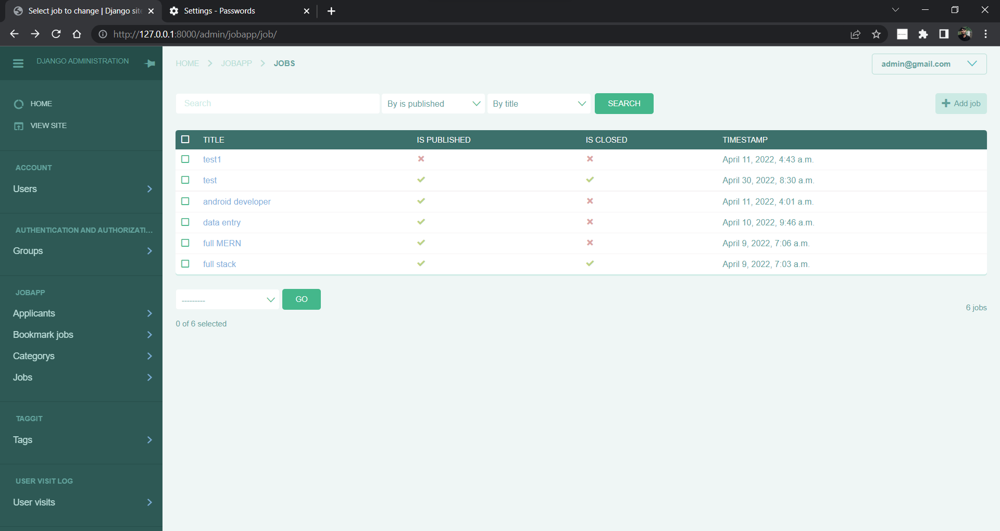 Select job to change | Django site
Settings - Passwords
http://127.0.0.1:8000/admin/jobapp/job/
DJANGO ADMINISTRATION
HOME
VIEW SITE
ACCOUNT
Users
AUTHENTICATION AND AUTHORIZATI...
Groups
JOBAPP
Applicants
Bookmark jobs
Categorys
Jobs
TAGGIT
Tags
USER VISIT LOG
User visits
HOME JOBAPP JOBS
admin@gmail.com
Search By is published By title SEARCH Add job
TITLE IS PUBLISHED IS CLOSED TIMESTAMP
test1 April 11, 2022, 4:43 a.m.
test April 30, 2022, 8:30 a.m.
android developer April 11, 2022, 4:01 a.m.
data entry April 10, 2022, 9:46 a.m.
full MERN April 9, 2022, 7:06 a.m.
full stack April 9, 2022, 7:03 a.m.
--------- GO
6 jobs
0 of 6 selected